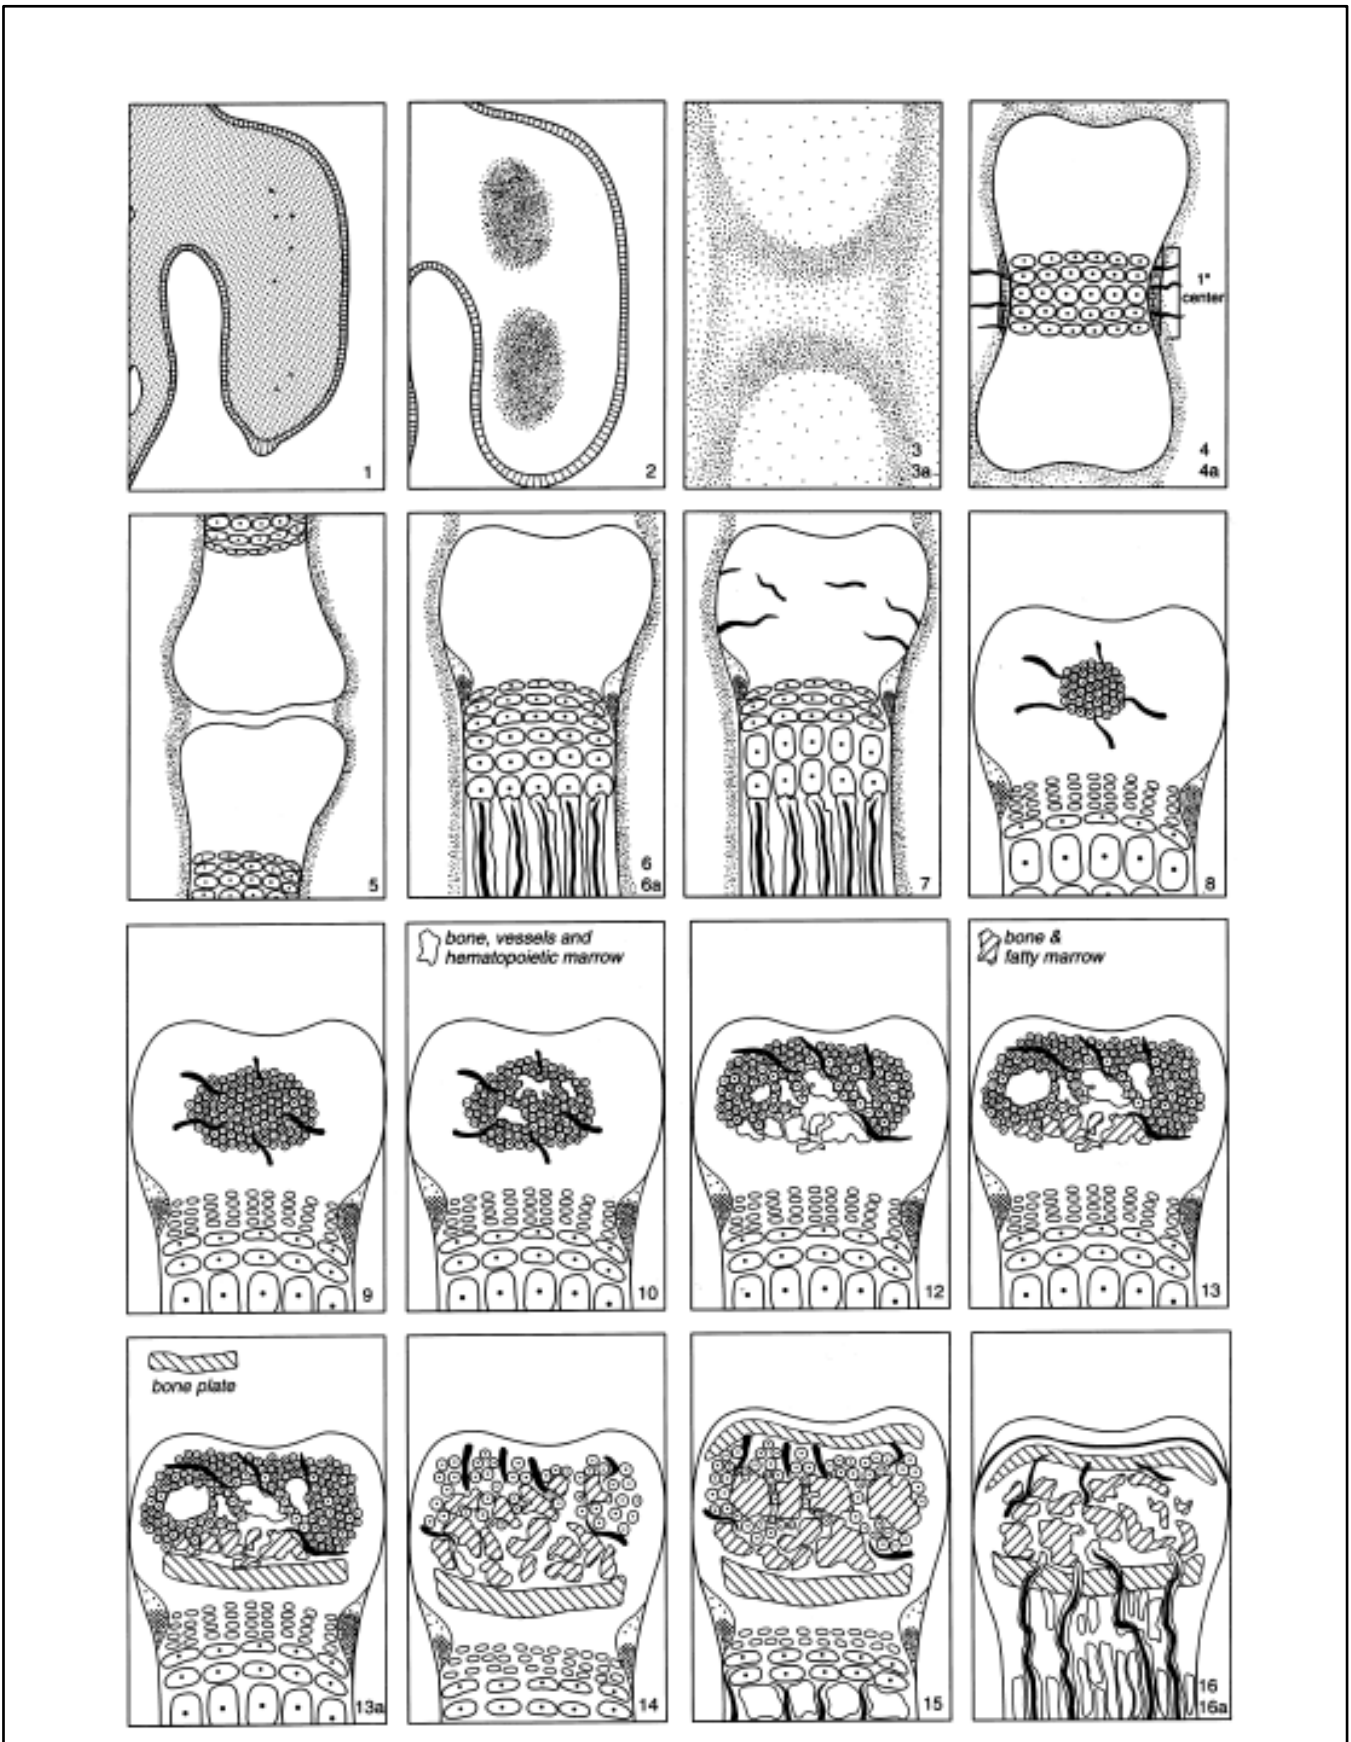 1
2
3
3a
1°
center
4
4a
5
6
6a
7
8
9
bone, vessels and
hematopoietic marrow
10
12
bone &
fatty marrow
13
bone plate
13a
14
15
16
16a